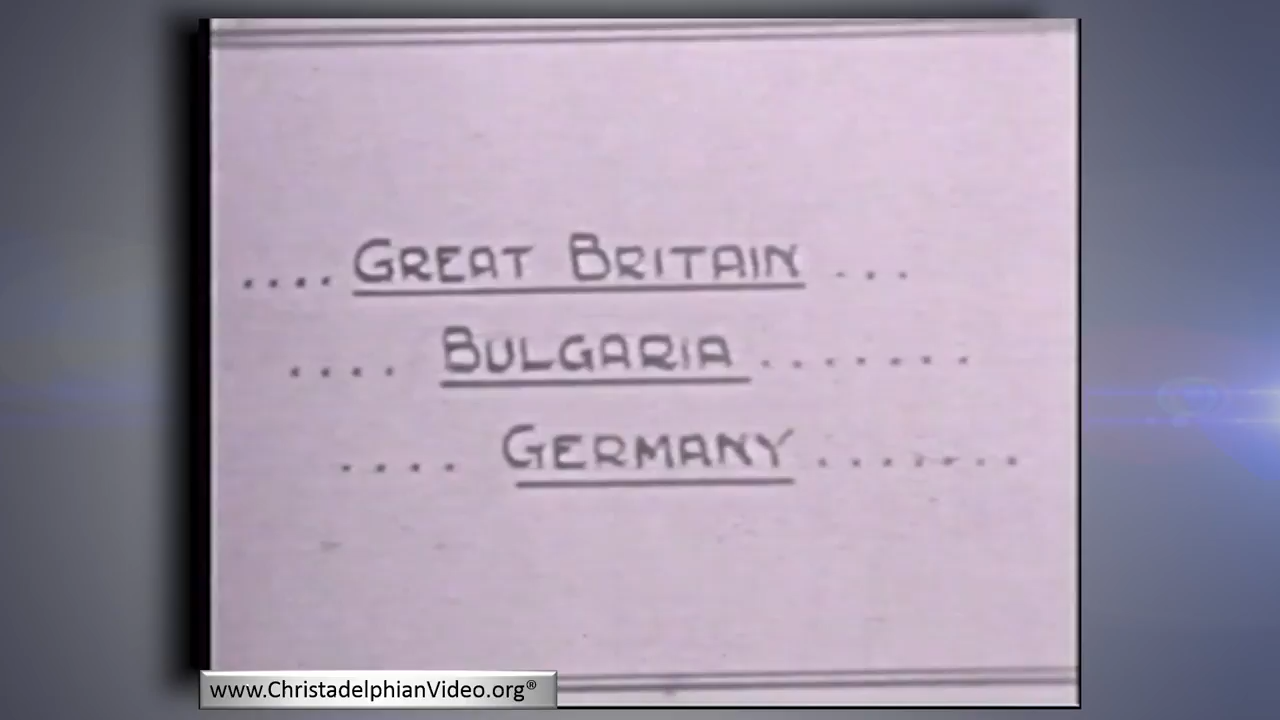 .... GREAT BRITAIN ...
.... BULGARIA .......
.... GERMANY .......
www.ChristadelphianVideo.org®